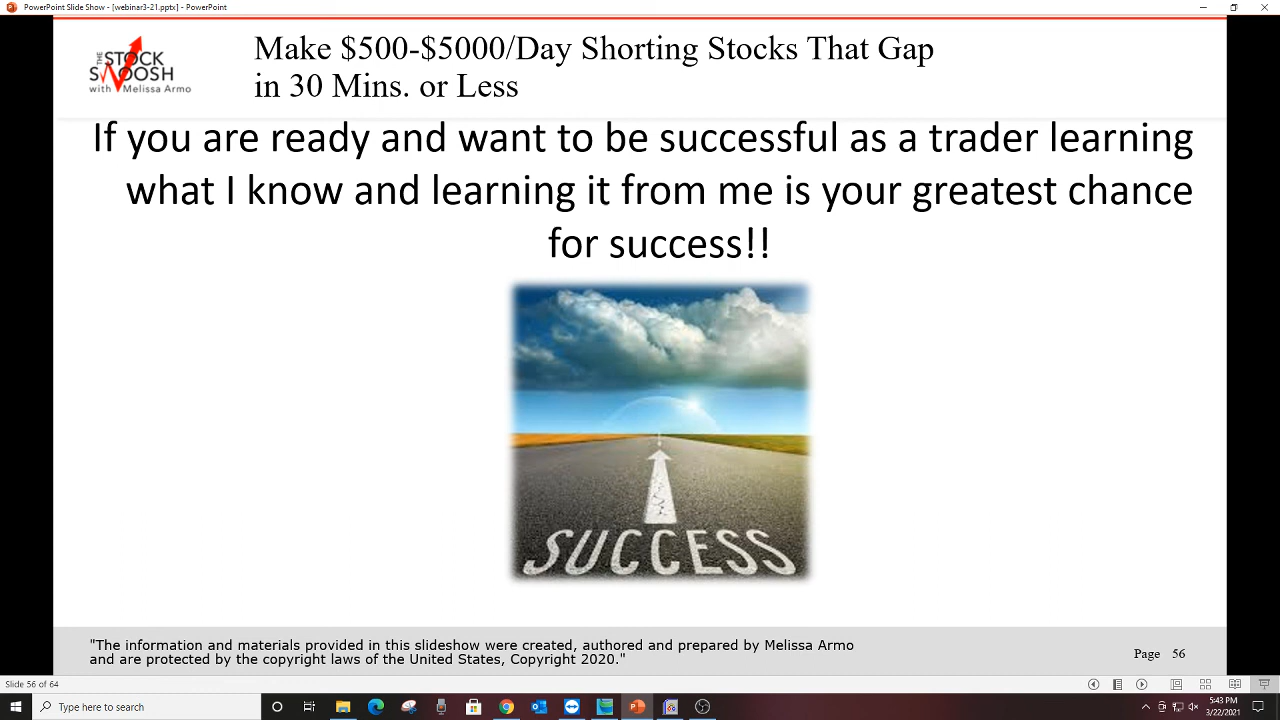 PowerPoint Slide Show - [webinar3-21.pptx] - PowerPoint
THE STOCK
SWOOSH
with Melissa Armo
Make $500-$5000/Day Shorting Stocks That Gap
in 30 Mins. or Less
If you are ready and want to be successful as a trader learning
what I know and learning it from me is your greatest chance
for success!!
SUCCESS
"The information and materials provided in this slideshow were created, authored and prepared by Melissa Armo
and are protected by the copyright laws of the United States, Copyright 2020."
Page 56
Slide 56 of 64
Type here to search
5:43 PM
3/22/2021